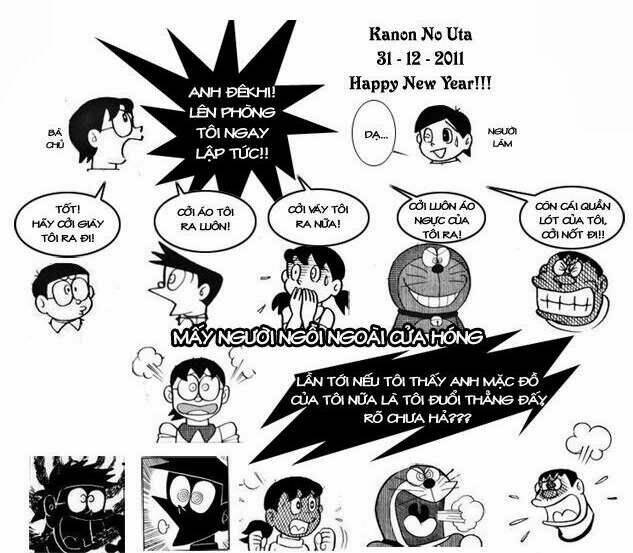 Kanon No Uta
31 - 12 - 2011
Happy New Year!!!
ANH ĐÊKHI!
LÊN PHÒNG
TÔI NGAY
LẬP TỨC!!
BÀ
CHỦ
DẠ...
NGƯỜI
LÀM
TỐT!
HÃY CỞI GIÀY
TÔI RA ĐI!
CỞI ÁO TÔI
RA LUÔN!
CỞI VÁY TÔI
RA NỮA!
CỞI LUÔN ÁO
NGỰC CỦA
TÔI RA!
CÒN CÁI QUẦN
LÓT CỦA TÔI,
CỞI NỐT ĐI!!
MẤY NGƯỜI NGỒI NGOÀI CỬA HÓNG
LẦN TỚI NẾU TÔI THẤY ANH MẶC ĐỒ
CỦA TÔI NỮA LÀ TÔI ĐUỔI THẲNG ĐẤY,
RÕ CHƯA HẢ???